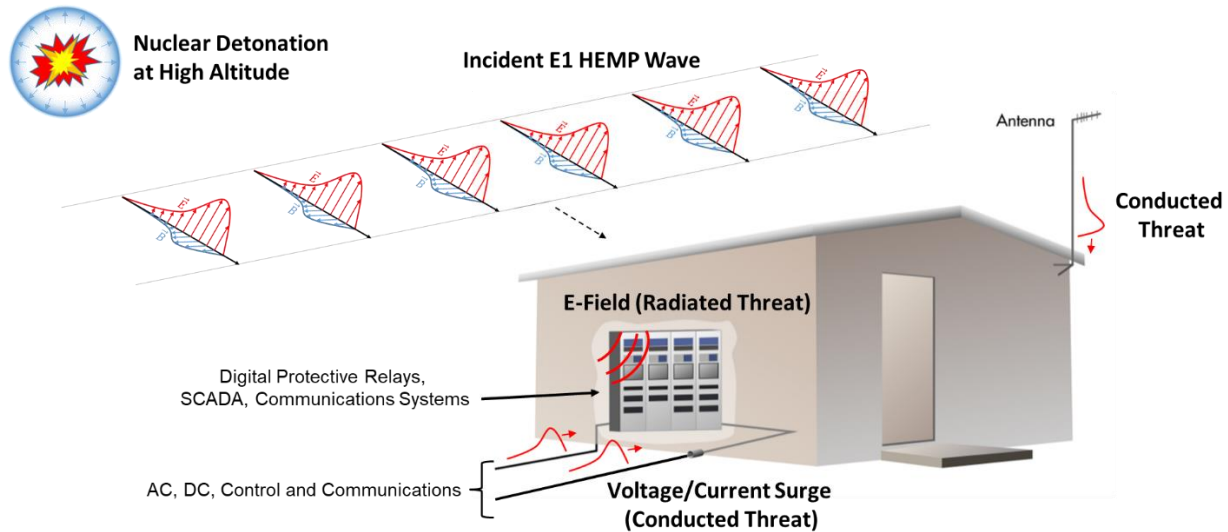 Nuclear Detonation
at High Altitude
Incident E1 HEMP Wave
Antenna
Conducted
Threat
E-Field (Radiated Threat)
Digital Protective Relays,
SCADA, Communications Systems
AC, DC, Control and Communications
Voltage/Current Surge
(Conducted Threat)